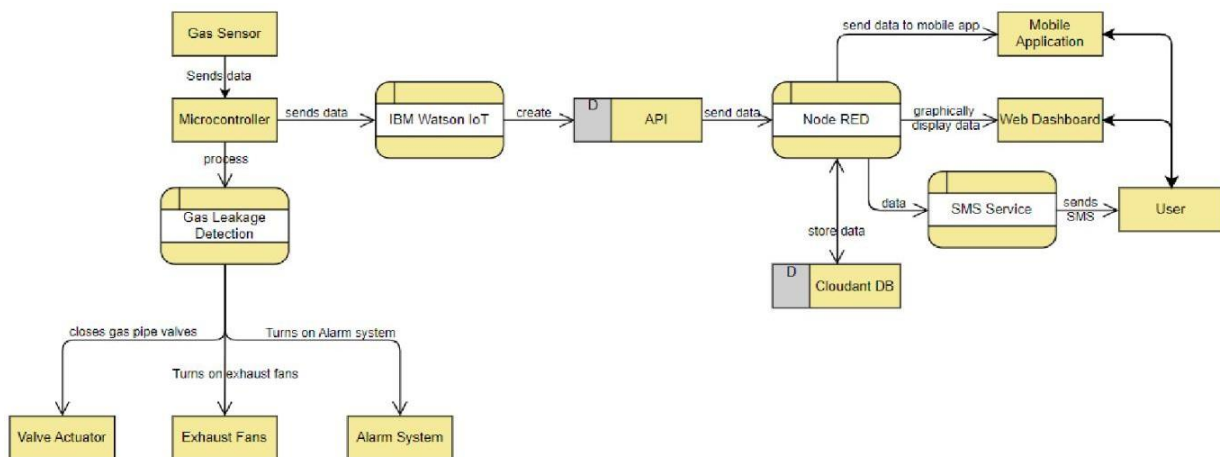 Gas Sensor
Sends data
Microcontroller
sends data
IBM Watson IoT
create
D
API
send data
Node RED
send data to mobile app
Mobile
Application
graphically
display data
Web Dashboard
data
SMS Service
sends
SMS
User
store data
D
Cloudant DB
process
Gas Leakage
Detection
closes gas pipe valves
Turns on Alarm system
Turns on exhaust fans
Valve Actuator
Exhaust Fans
Alarm System